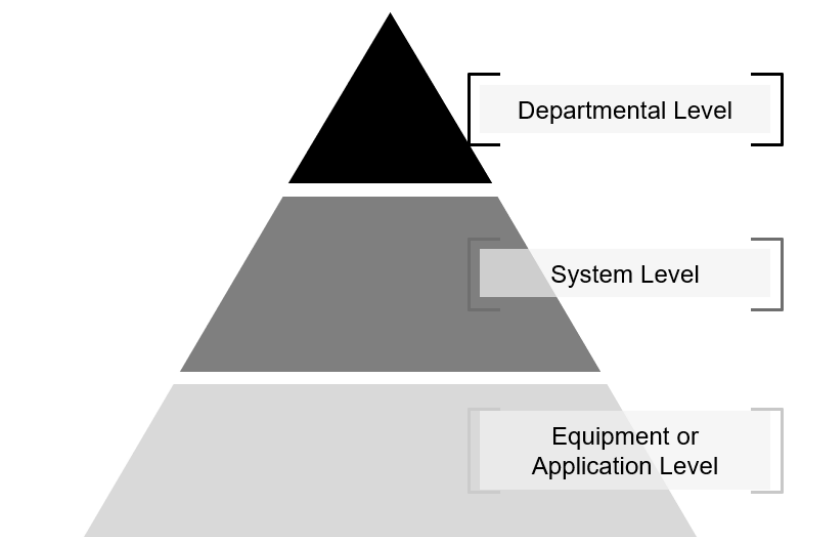 Departmental Level
System Level
Equipment or
Application Level